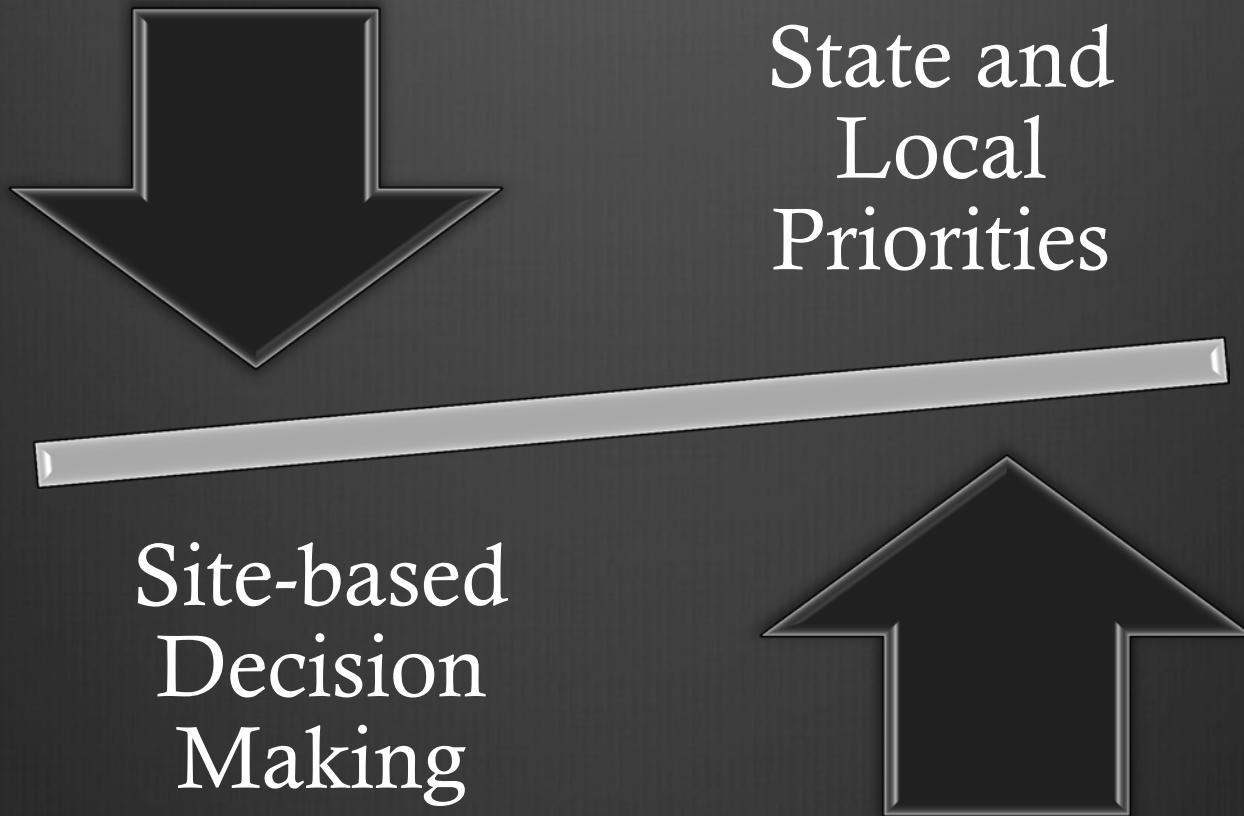 State and
Local
Priorities
Site-based
Decision
Making